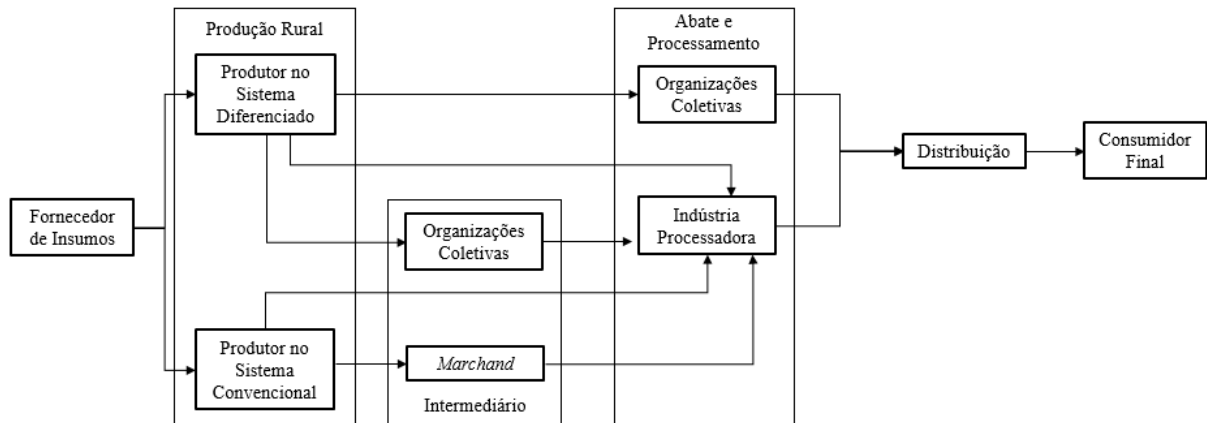 Produção Rural
Abate e
Processamento
Produtor no
Sistema
Diferenciado
Organizações
Coletivas
Distribuição
Consumidor
Final
Fornecedor
de Insumos
Organizações
Coletivas
Indústria
Processadora
Produtor no
Sistema
Convencional
Marchand
Intermediário